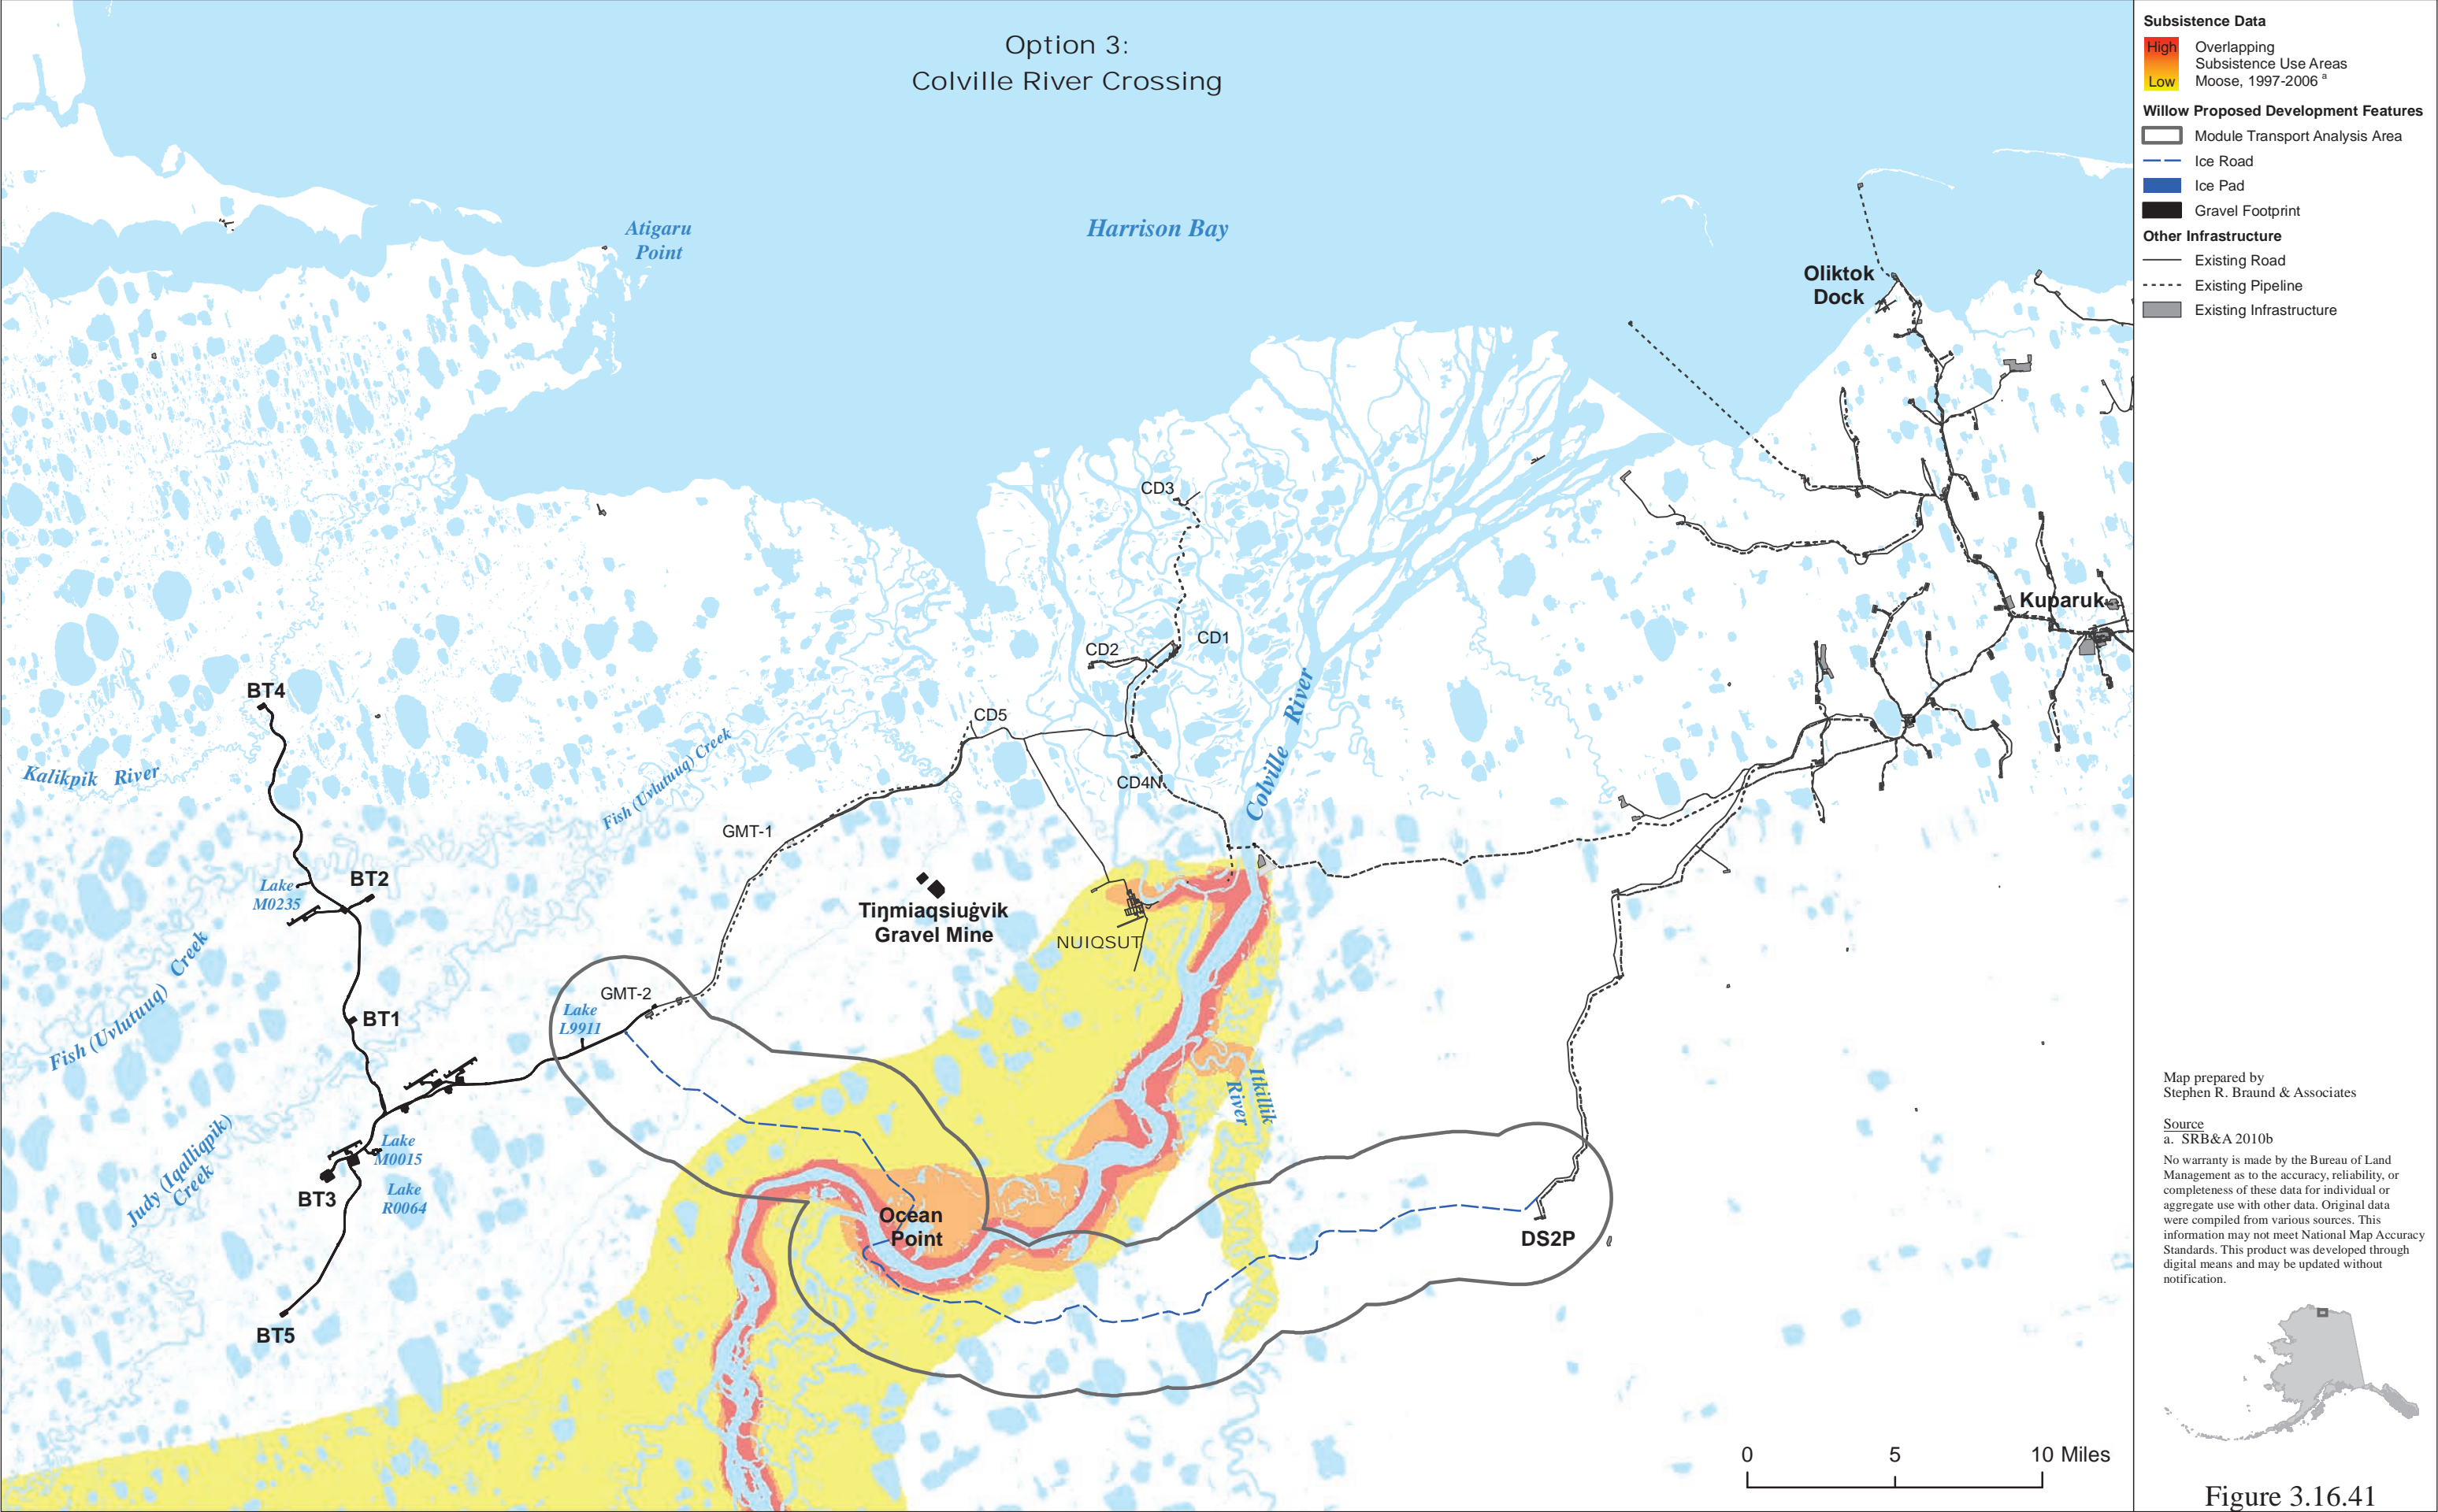 Option 3:
Colville River Crossing
Atigaru
Point
Harrison Bay
Oliktok
Dock
CD3
Kuparuk
CD1
CD2
Colville River
BT4
CD5
Kalikpik River
Fish (Uvlutuuq) Creek
CD4N
GMT-1
BT2
Lake
M0235
Tiŋmiaqsiuġvik
Gravel Mine
NUIQSUT
Fish (Uvlutuuq) Creek
GMT-2
Lake
L9911
BT1
Itkillik
River
Judy (Iqalliqpik)
Creek
Lake
M0015
BT3
Lake
R0064
Ocean
Point
DS2P
BT5
0 5 10 Miles
Subsistence Data
High
Low
Overlapping
Subsistence Use Areas
Moose, 1997-2006 a
Willow Proposed Development Features
Module Transport Analysis Area
Ice Road
Ice Pad
Gravel Footprint
Other Infrastructure
Existing Road
Existing Pipeline
Existing Infrastructure
Map prepared by
Stephen R. Braund & Associates
Source
a. SRB&A 2010b
No warranty is made by the Bureau of Land
Management as to the accuracy, reliability, or
completeness of these data for individual or
aggregate use with other data. Original data
were compiled from various sources. This
information may not meet National Map Accuracy
Standards. This product was developed through
digital means and may be updated without
notification.
Figure 3.16.41